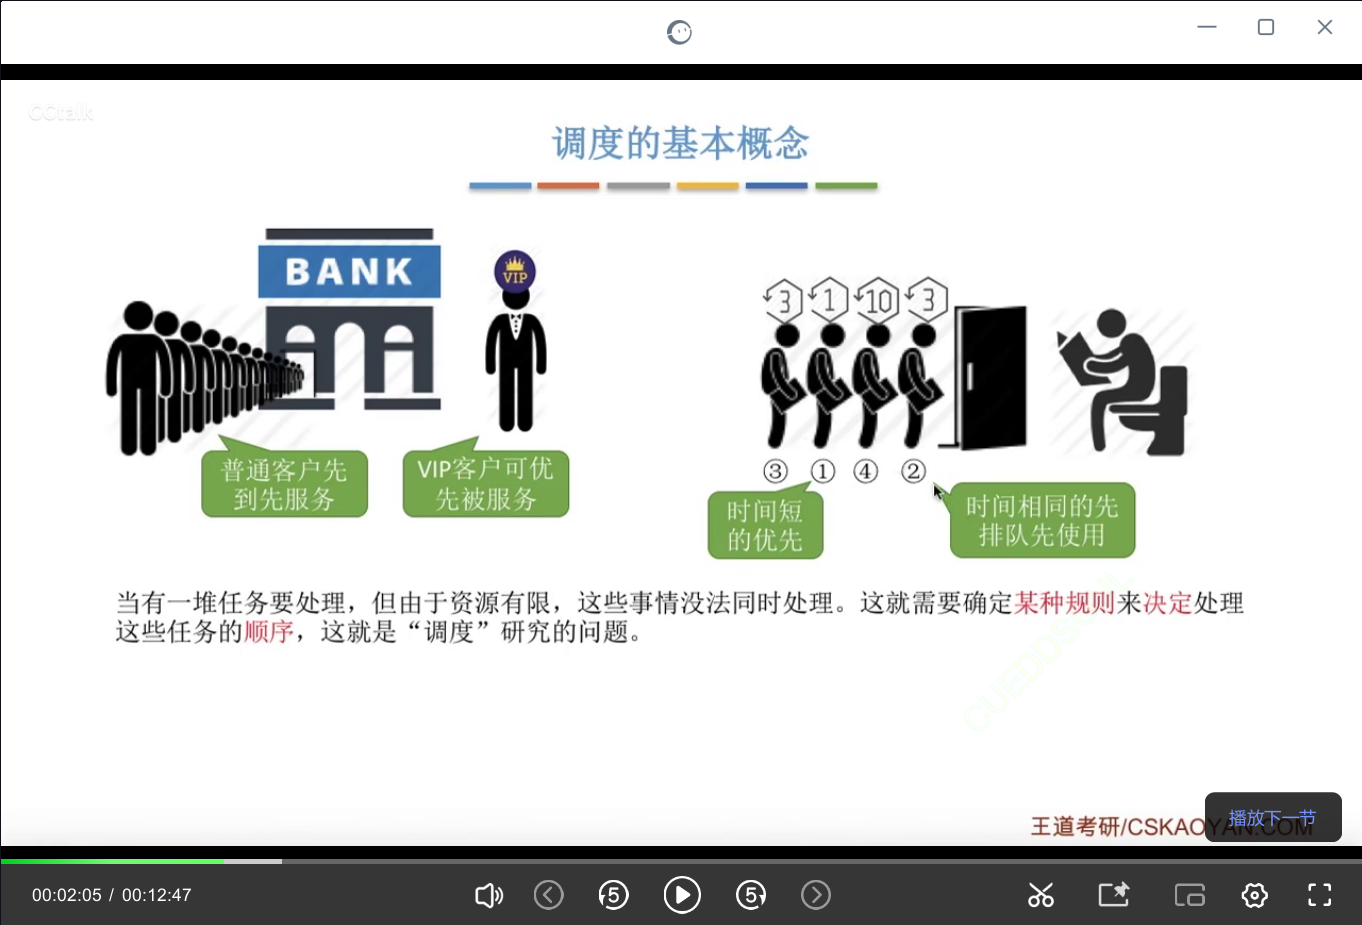 CCtalk
调度的基本概念
BANK
VIP
3 1 10 3
③ ① ④ ②
普通客户先
到先服务
VIP客户可优
先被服务
时间短
的优先
时间相同的先
排队先使用
当有一堆任务要处理，但由于资源有限，这些事情没法同时处理。这就需要确定某种规则来决定处理
这些任务的顺序，这就是“调度”研究的问题。
王道考研/CSKAOYAN.COM
播放下一节
00:02:05 / 00:12:47
5
5